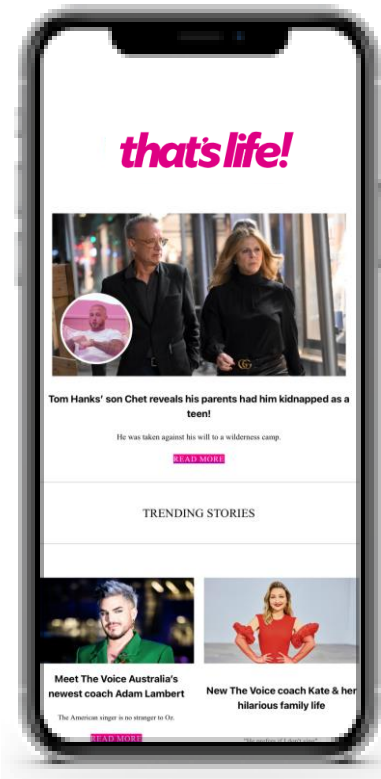 that's life!
Tom Hanks' son Chet reveals his parents had him kidnapped as a
teen!
He was taken against his will to a wilderness camp.
READ MORE
TRENDING STORIES
Meet The Voice Australia's
newest coach Adam Lambert
The American singer is no stranger to Oz.
READ MORE
New The Voice coach Kate & her
hilarious family life